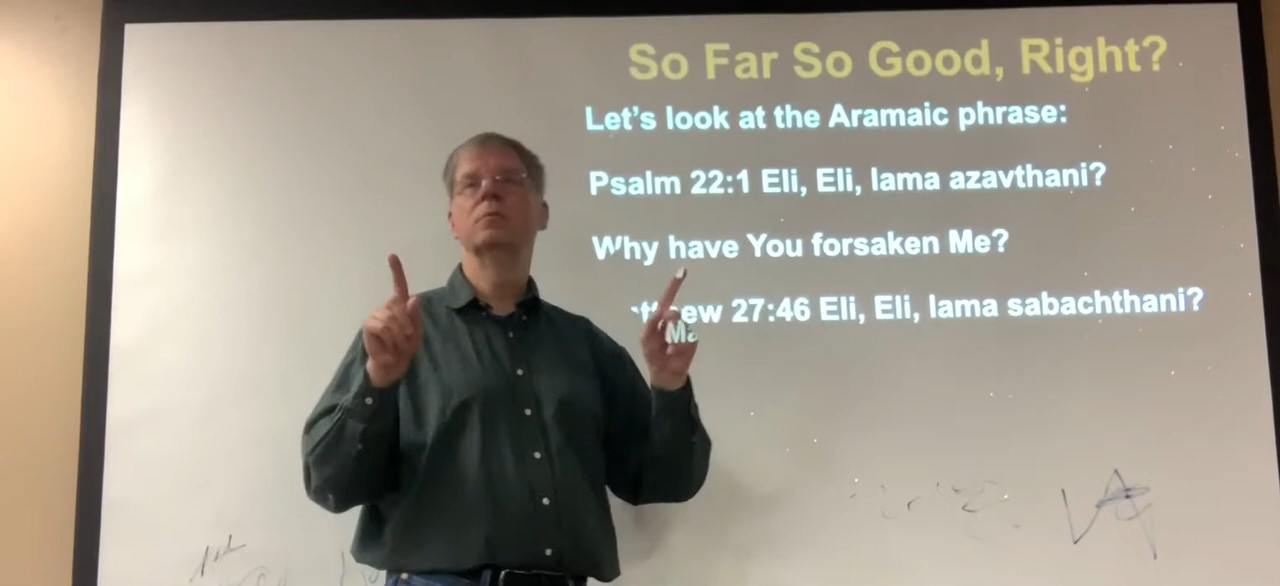 So Far So Good, Right?
Let's look at the Aramaic phrase:
Psalm 22:1 Eli, Eli, lama azavthani?
Why have You forsaken Me?
Matthew 27:46 Eli, Eli, lama sabachthani?